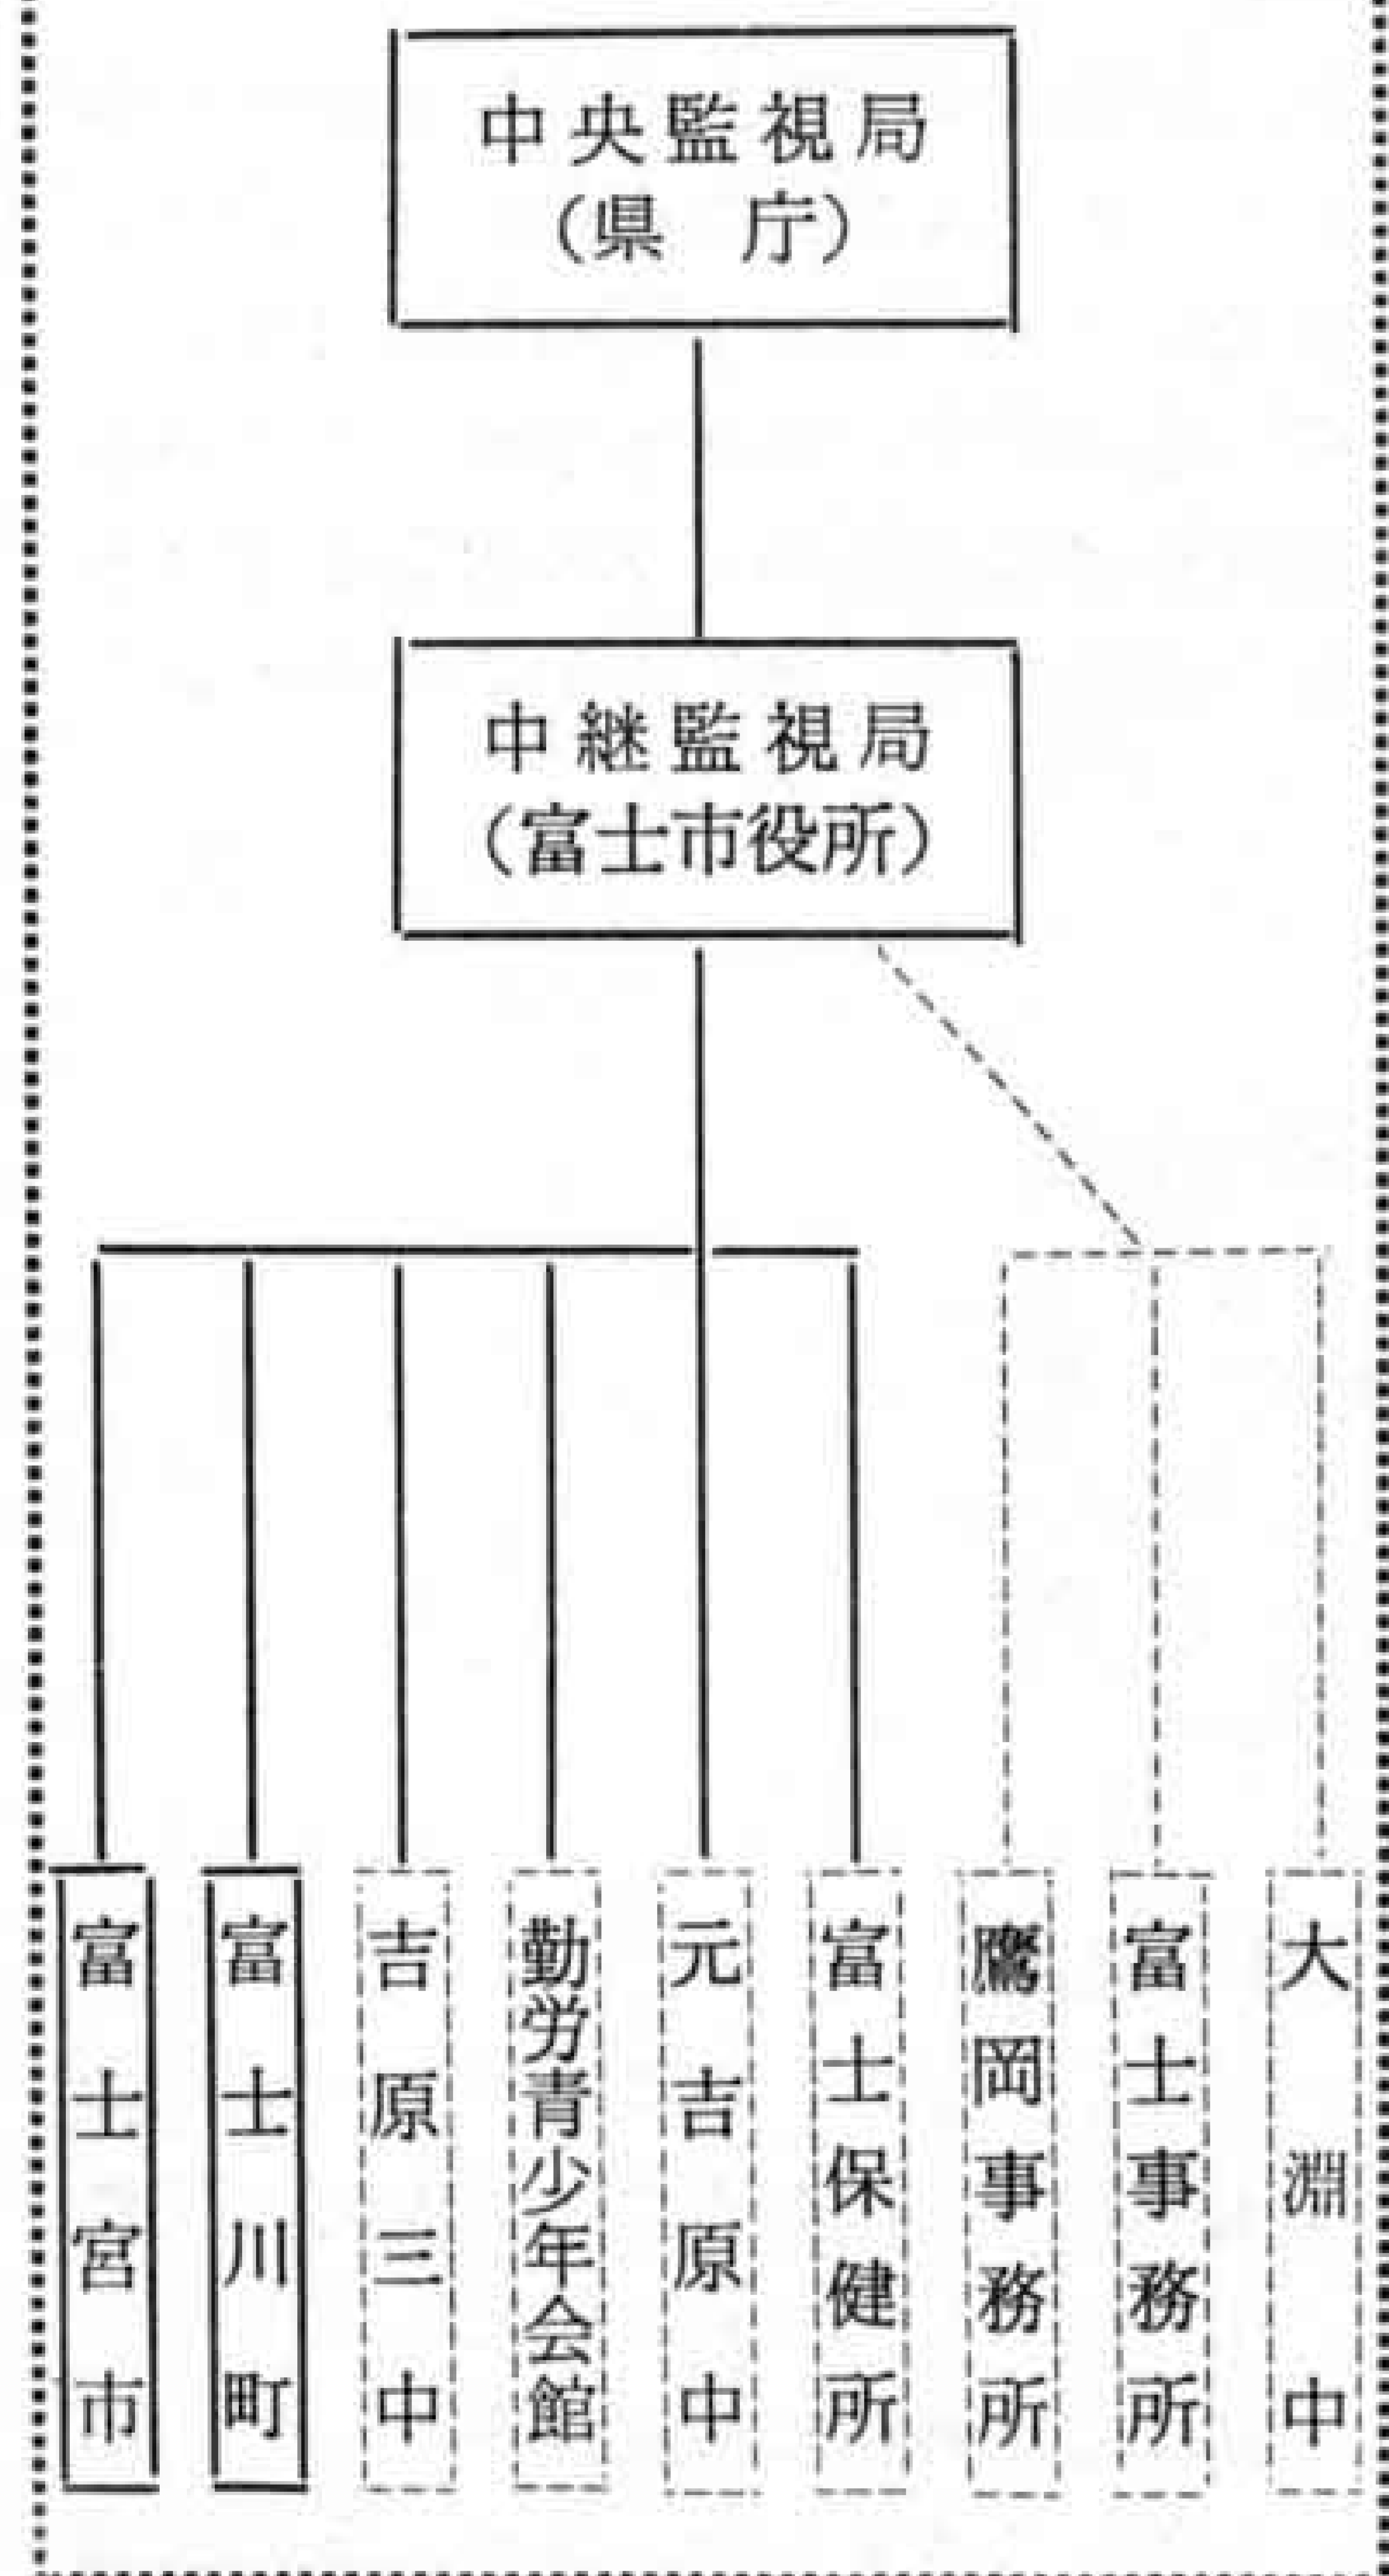 中央監視局
（県　庁）
中継監視局
（富士市役所）
富士宮市
富士川町
吉原三中
勤労青少年会館
元吉原中
富士保健所
鷹岡事務所
富士事務所
大淵中